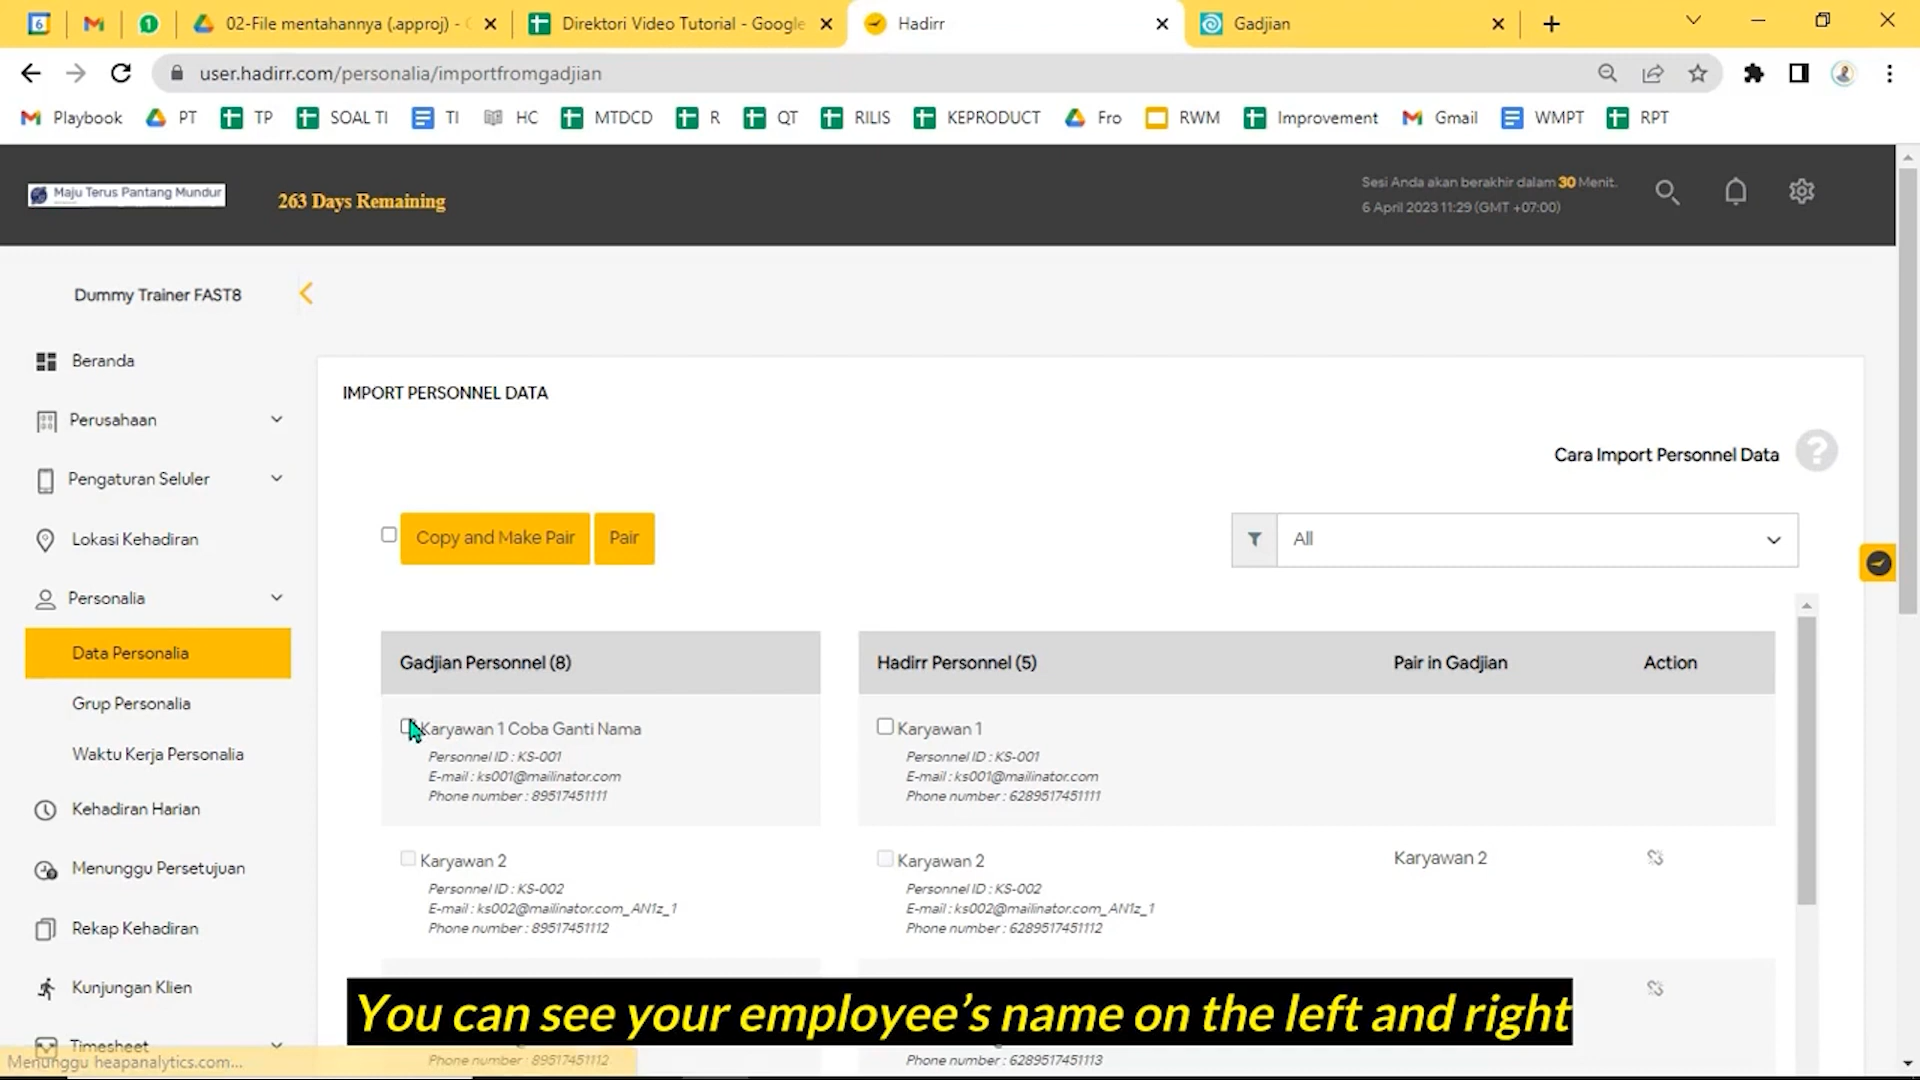 02-File mentahannya (.approj) -
Direktori Video Tutorial - Google
Hadirr
Gadjian
user.hadirr.com/personalia/importfromgadjian
Playbook
PT
TP
SOAL TI
TI
HC
MTDCD
R
QT
RILIS
KEPRODUCT
Fro
RWM
Improvement
Gmail
WMPT
RPT
Maju Terus Pantang Mundur
263 Days Remaining
Sesi Anda akan berakhir dalam 30 Menit.
6 April 2023 11:29 (GMT +07:00)
Dummy Trainer FAST8
Beranda
Perusahaan
Pengaturan Seluler
Lokasi Kehadiran
Personalia
Data Personalia
Grup Personalia
Waktu Kerja Personalia
Kehadiran Harian
Menunggu Persetujuan
Rekap Kehadiran
Kunjungan Klien
Timesheet
Menunggu heapanalytics.com...
IMPORT PERSONNEL DATA
Cara Import Personnel Data
Copy and Make Pair
Pair
All
Gadjian Personnel (8)
Hadirr Personnel (5)
Pair in Gadjian
Action
Karyawan 1 Coba Ganti Nama
Personnel ID : KS-001
E-mail : ks001@mailinator.com
Phone number : 89517451111
Karyawan 1
Personnel ID : KS-001
E-mail : ks001@mailinator.com
Phone number : 6289517451111
Karyawan 2
Personnel ID : KS-002
E-mail : ks002@mailinator.com_AN1z_1
Phone number : 89517451112
Karyawan 2
Personnel ID : KS-002
E-mail : ks002@mailinator.com_AN1z_1
Phone number : 6289517451112
Karyawan 2
You can see your employee's name on the left and right
Phone number : 89517451112
Phone number : 6289517451113